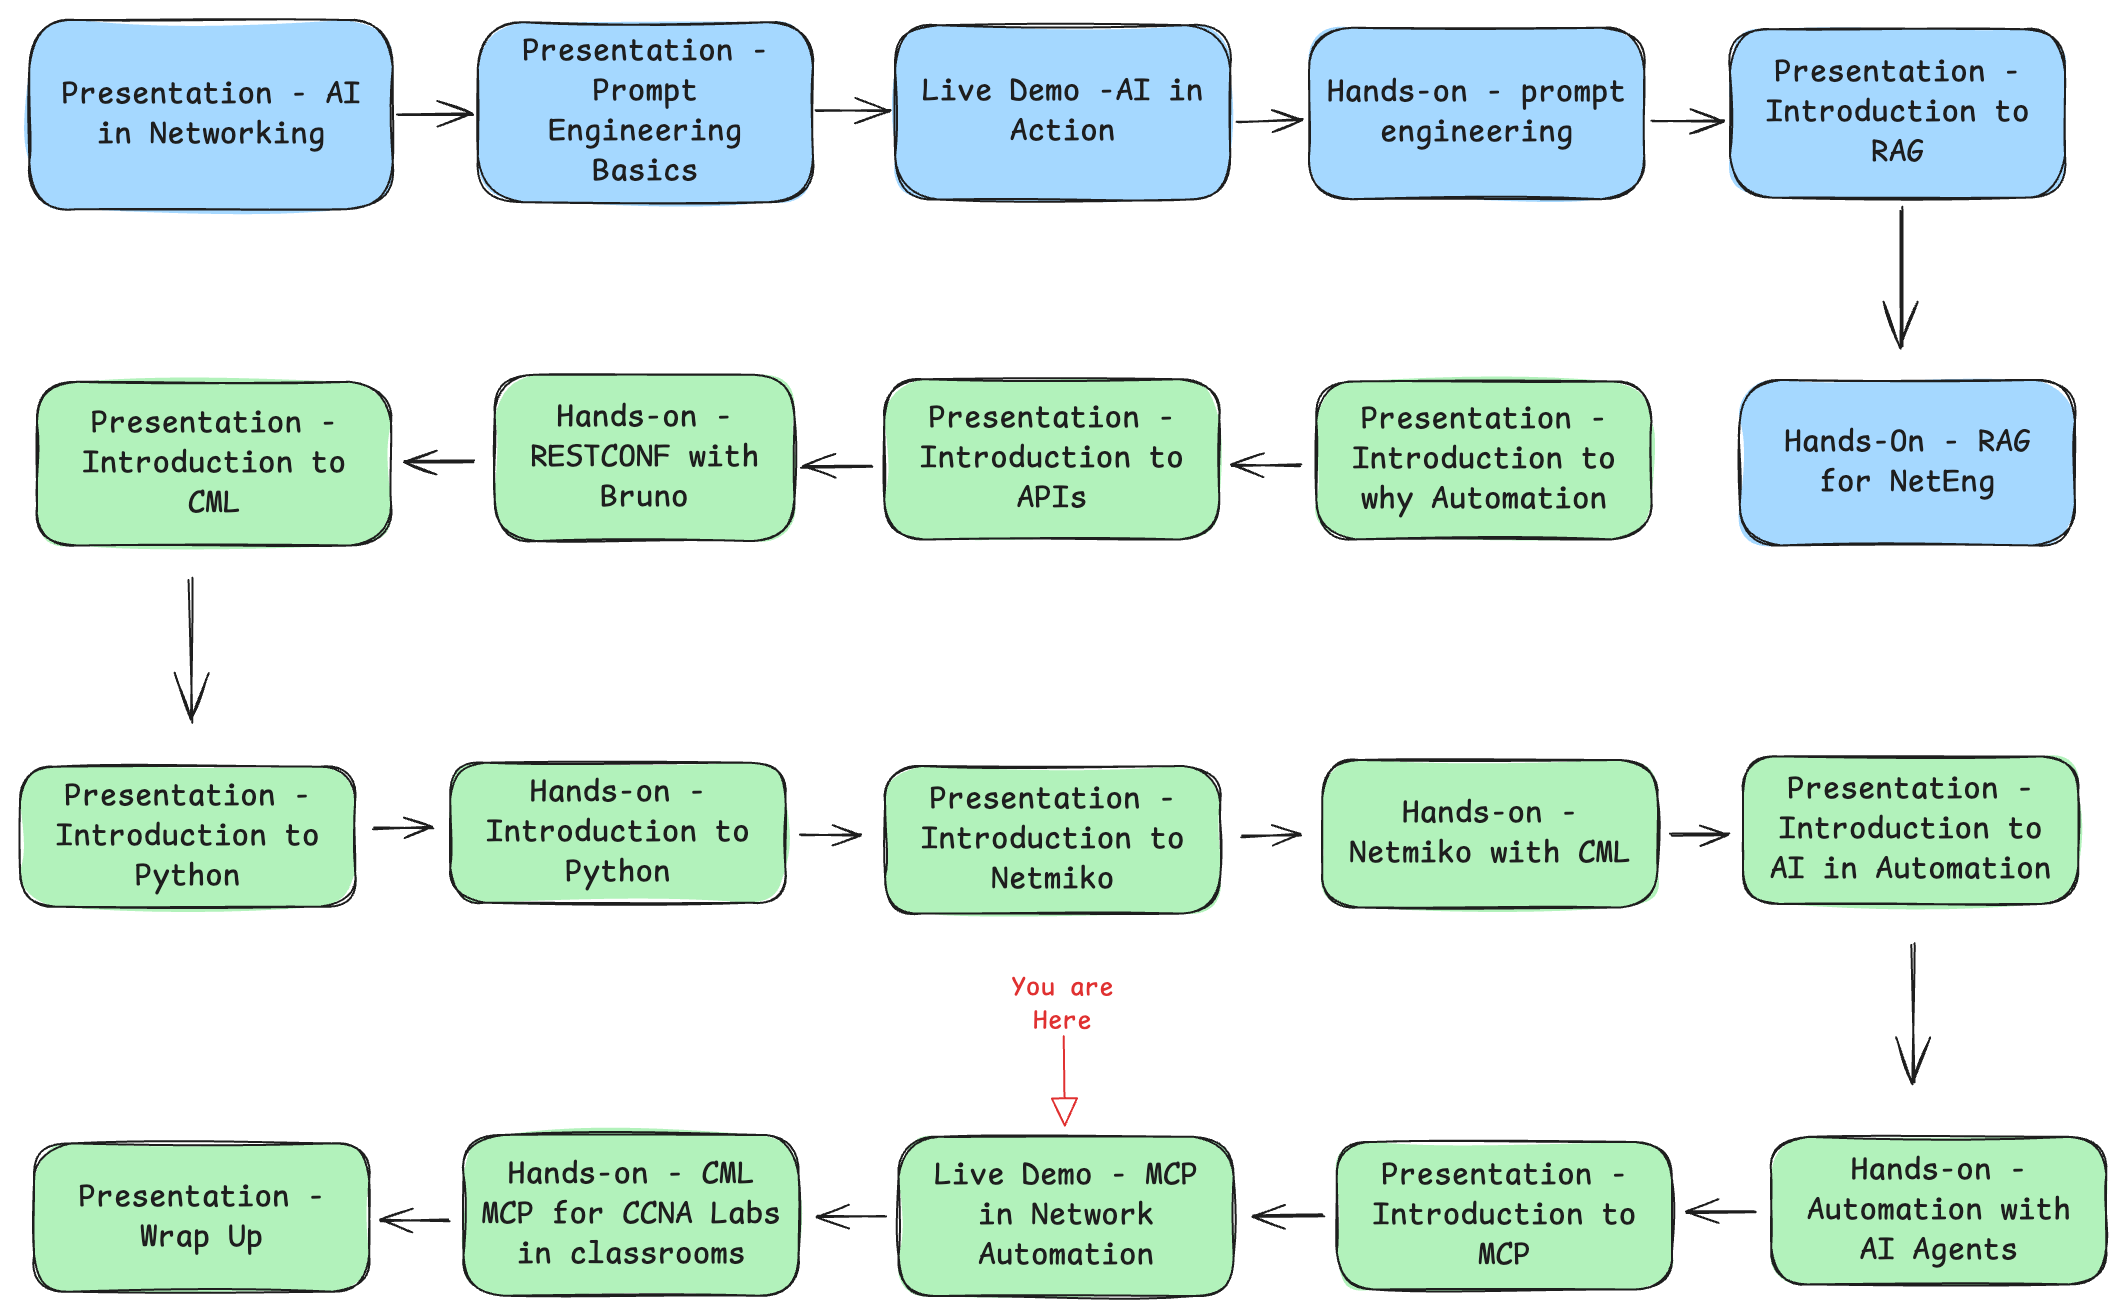 Presentation - AI
in Networking
Presentation -
Prompt
Engineering
Basics
Live Demo -AI in
Action
Hands-on - prompt
engineering
Presentation -
Introduction to
RAG
Hands-On - RAG
for NetEng
Presentation -
Introduction to
why Automation
Presentation -
Introduction to
APIs
Hands-on -
RESTCONF with
Bruno
Presentation -
Introduction to
CML
Presentation -
Introduction to
Python
Hands-on -
Introduction to
Python
Presentation -
Introduction to
Netmiko
Hands-on -
Netmiko with CML
Presentation -
Introduction to
AI in Automation
Hands-on -
Automation with
AI Agents
Presentation -
Introduction to
MCP
You are
Here
Live Demo - MCP
in Network
Automation
Hands-on - CML
MCP for CCNA Labs
in classrooms
Presentation -
Wrap Up